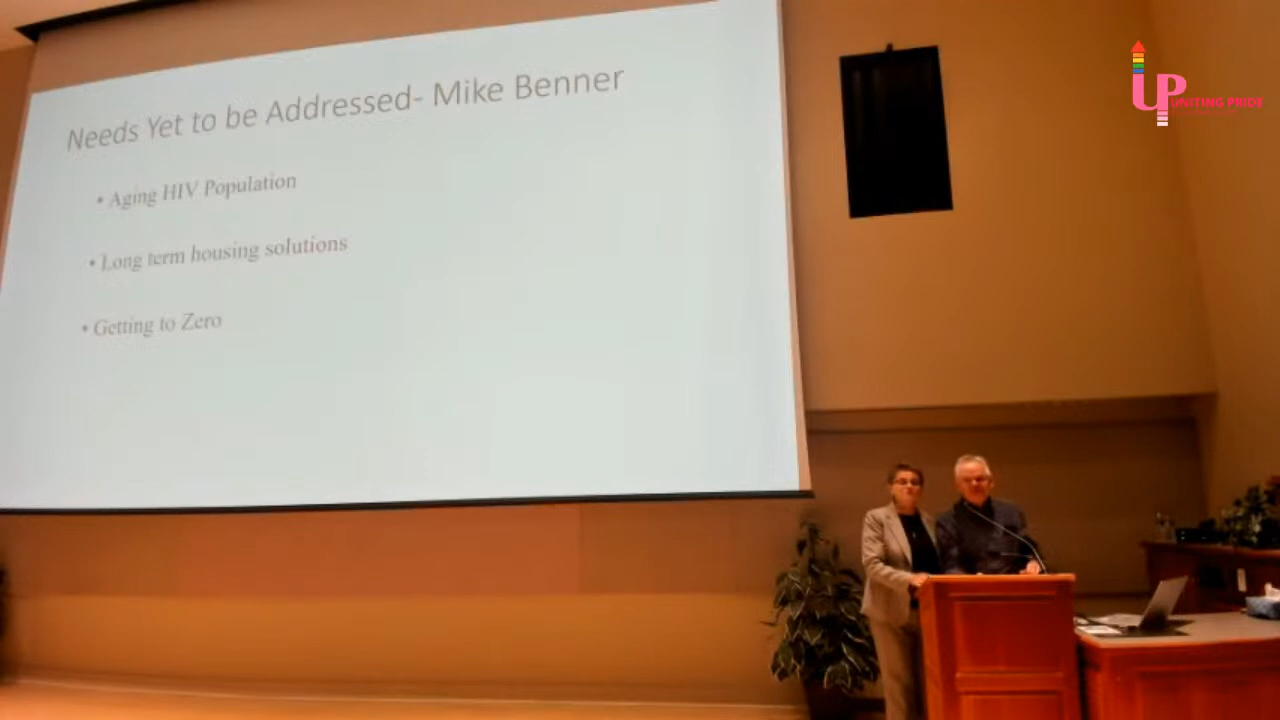 Needs Yet to be Addressed- Mike Benner
• Aging HIV Population
• Long term housing solutions
• Getting to Zero
UP
UNITING PRIDE